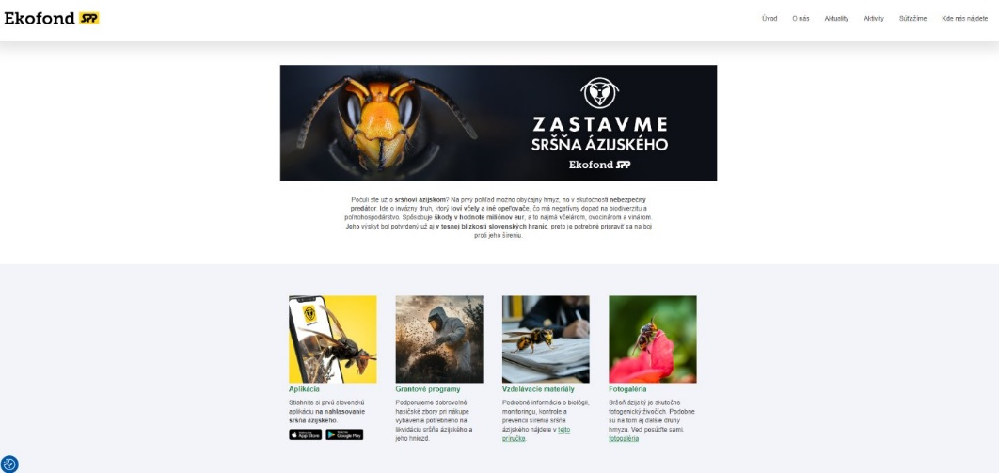 Ekofond SPP
Úvod O nás Aktuality Aktivity Súťažíme Kde nás nájdete
ZASTAVME
SRŠŇA ÁZIJSKÉHO
Ekofond SPP
Počuli ste už o sršňovi ázijskom? Na prvý pohľad možno obyčajný hmyz, no v skutočnosti nebezpečný
predátor. Ide o invázny druh, ktorý loví včely a iné opeľovače, čo má negatívny dopad na biodiverzitu a
poľnohospodárstvo. Spôsobuje škody v hodnote miliónov eur, a to najmä včelárom, ovocinárom a vinárom.
Jeho výskyt bol potvrdený už aj v tesnej blízkosti slovenských hraníc, preto je potrebné pripraviť sa na boj
proti jeho šíreniu.
Aplikácia
Stiahnite si prvú slovenskú
aplikáciu na nahlasovanie
sršňa ázijského.
App Store Google Play
Grantové programy
Podporujeme dobrovoľné
hasičské zbory pri nákupe
vybavenia potrebného na
likvidáciu sršňa ázijského a
jeho hniezd.
Vzdelávacie materiály
Podrobné informácie o biológii,
monitoringu, kontrole a
prevencii šírenia sršňa
ázijského nájdete v tejto
príručke.
Fotogaléria
Sršeň ázijský je skutočne
fotogenický živočích. Podobne
sú na tom aj ďalšie druhy
hmyzu. Veď posúďte sami.
fotogaléria